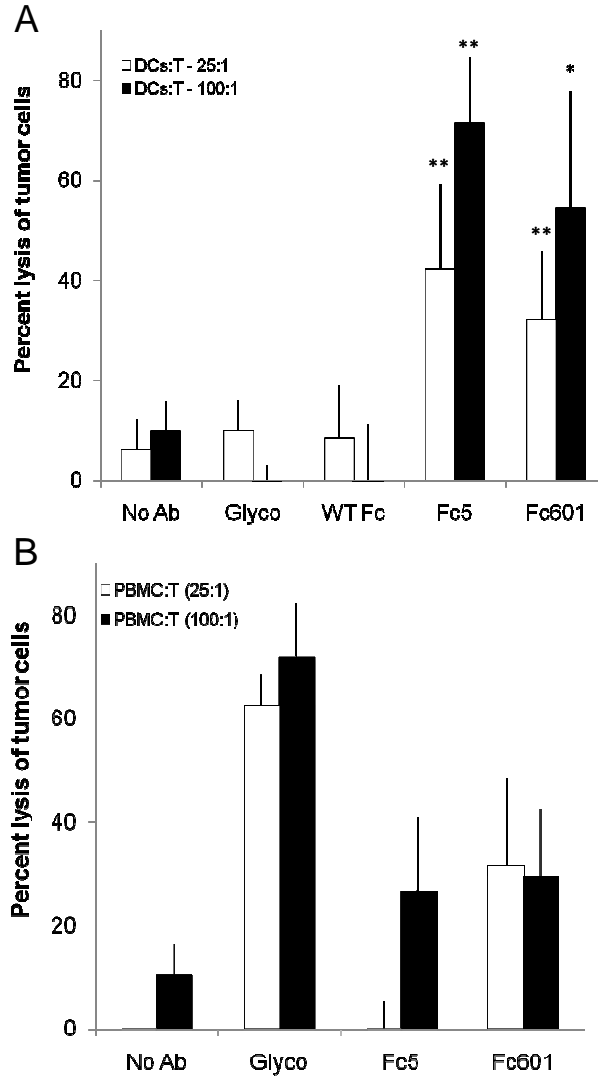 A
Percent lysis of tumor cells
DCs:T - 25:1
DCs:T - 100:1
80
60
40
20
0
**
**
**
*
No Ab Glyco WT Fc Fc5 Fc601
B
Percent lysis of tumor cells
PBMC:T (25:1)
PBMC:T (100:1)
80
60
40
20
0
No Ab Glyco Fc5 Fc601